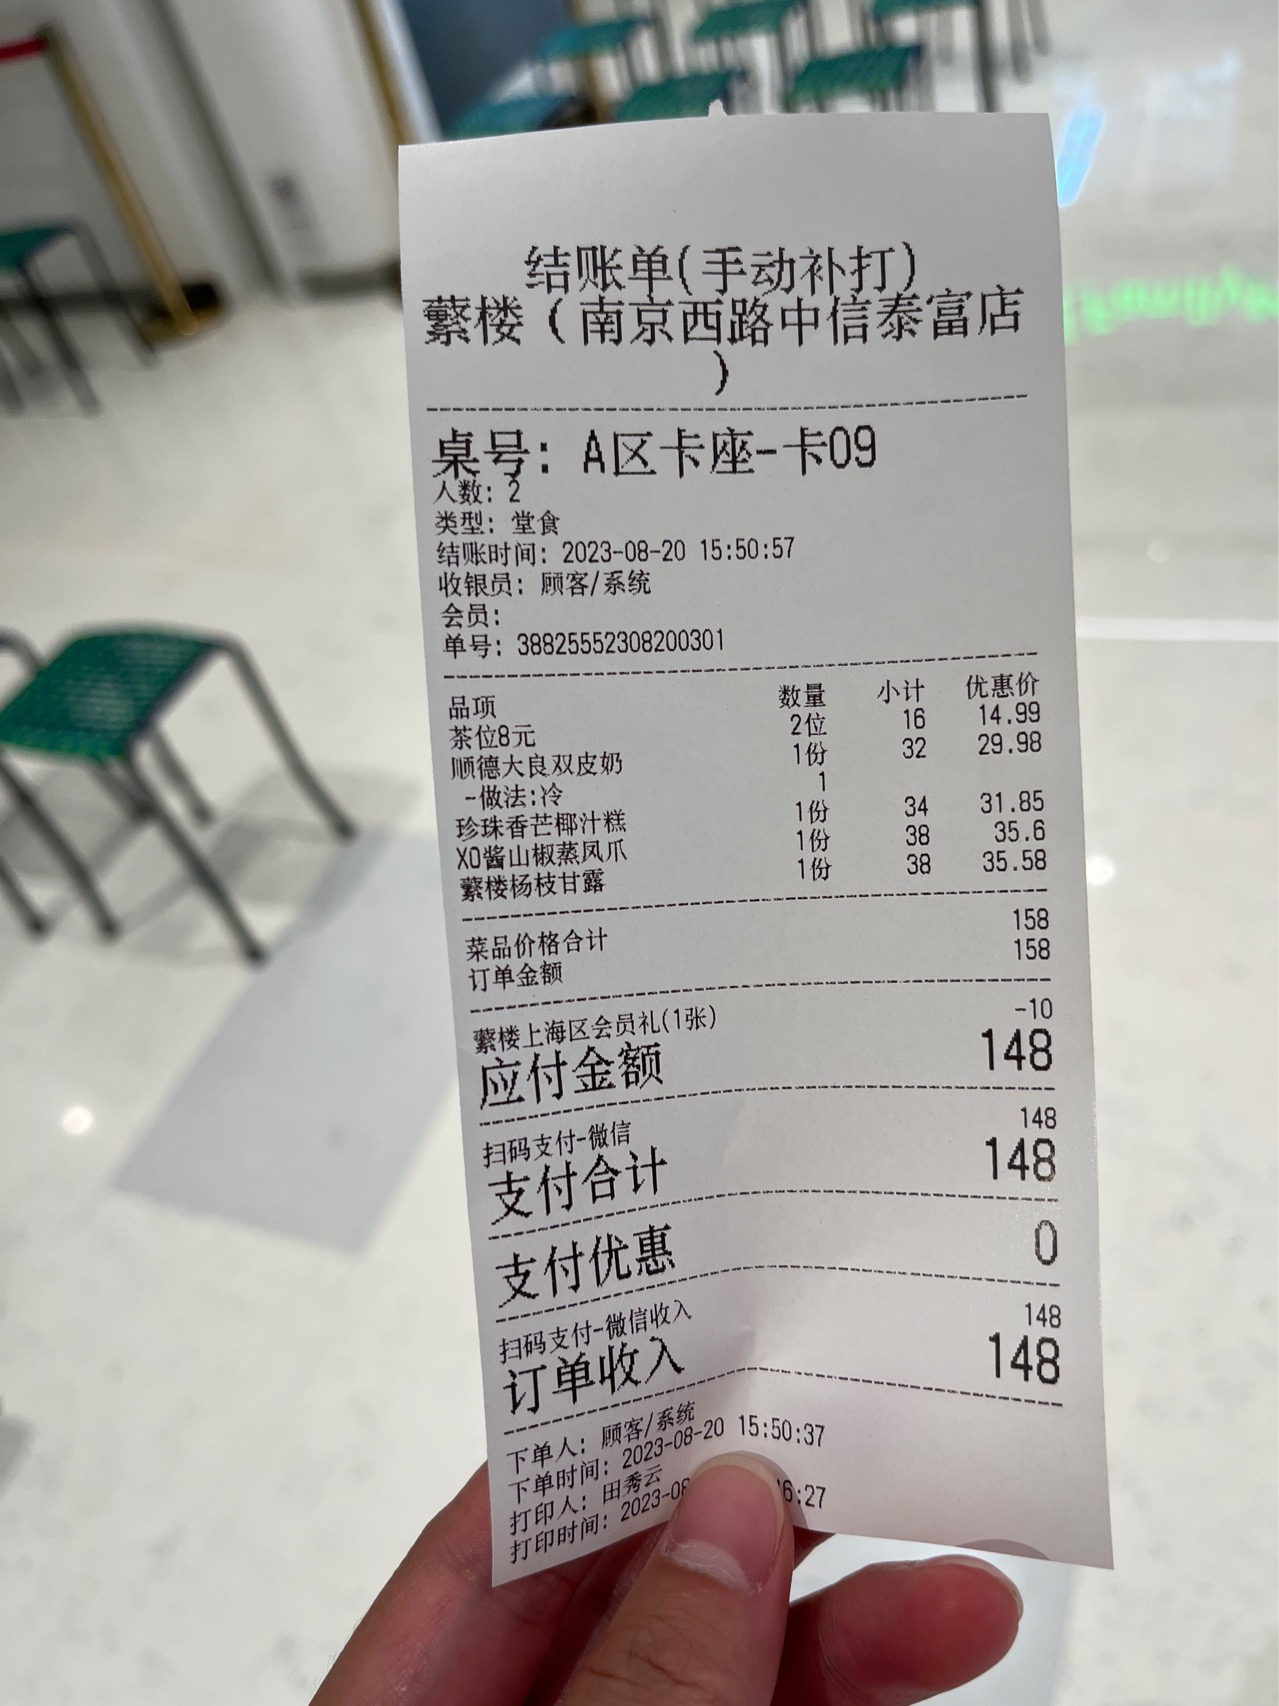 结账单(手动补打)
蘩楼（南京西路中信泰富店
）
桌号: A区卡座-卡09
人数: 2
类型: 堂食
结账时间: 2023-08-20 15:50:57
收银员: 顾客/系统
会员:
单号: 38825552308200301
品项 数量 小计 优惠价
茶位8元 2位 16 14.99
顺德大良双皮奶 1份 32 29.98
-做法:冷 1
珍珠香芒椰汁糕 1份 34 31.85
XO酱山椒蒸凤爪 1份 38 35.6
蘩楼杨枝甘露 1份 38 35.58
菜品价格合计 158
订单金额 158
蘩楼上海区会员礼(1张) -10
应付金额 148
扫码支付-微信 148
支付合计 148
支付优惠 0
扫码支付-微信收入 148
订单收入 148
下单人: 顾客/系统
下单时间: 2023-08-20 15:50:37
打印人: 田秀云
打印时间: 2023-08 6:27